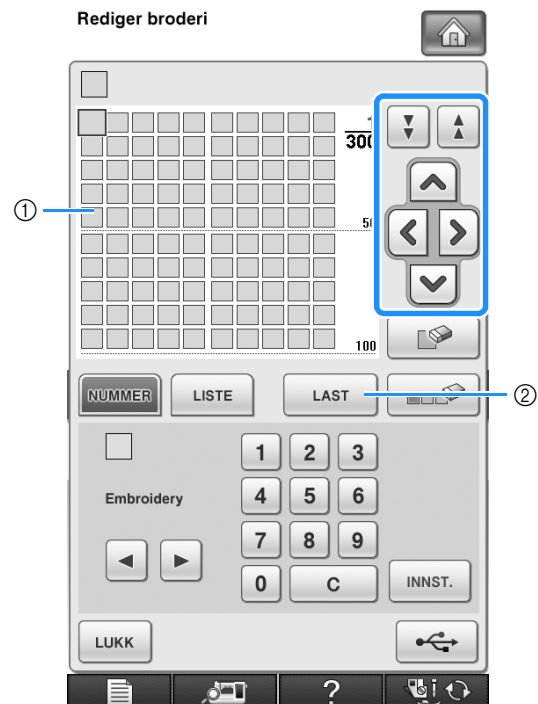 Rediger broderi
300
①
50
100
NUMMER LISTE LAST
②
1 2 3
Embroidery
4 5 6
7 8 9
0 C INNST.
LUKK
?